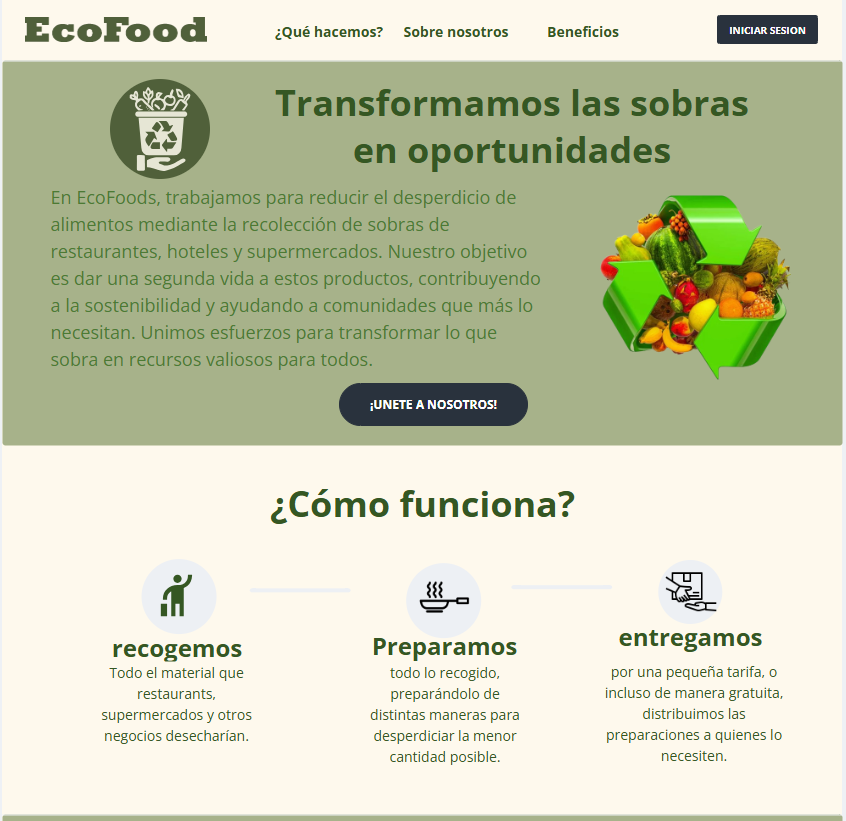 EcoFood
¿Qué hacemos? Sobre nosotros Beneficios
INICIAR SESION
Transformamos las sobras
en oportunidades
En EcoFoods, trabajamos para reducir el desperdicio de
alimentos mediante la recolección de sobras de
restaurantes, hoteles y supermercados. Nuestro objetivo
es dar una segunda vida a estos productos, contribuyendo
a la sostenibilidad y ayudando a comunidades que más lo
necesitan. Unimos esfuerzos para transformar lo que
sobra en recursos valiosos para todos.
¡UNETE A NOSOTROS!
¿Cómo funciona?
recogemos
Todo el material que
restaurants,
supermercados y otros
negocios desecharían.
Preparamos
todo lo recogido,
preparándolo de
distintas maneras para
desperdiciar la menor
cantidad posible.
entregamos
por una pequeña tarifa, o
incluso de manera gratuita,
distribuimos las
preparaciones a quienes lo
necesiten.